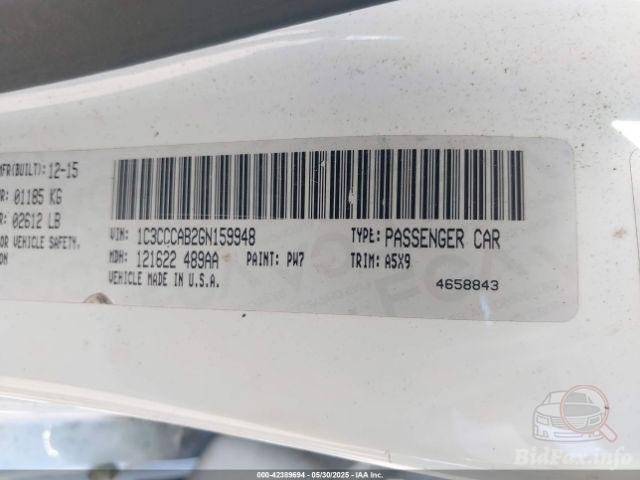 MFR(BUILT): 12-15
R: 01185 KG
R: 02612 LB
OR VEHICLE SAFETY,
ON
VIN: 1C3CCCAB2GN159948
TYPE: PASSENGER CAR
MDH: 121622 489AA
PAINT: PW7
TRIM: A5X9
VEHICLE MADE IN U.S.A.
4658843
BidFax.info
000-42389694 | 05/30/2025 - IAA Inc.